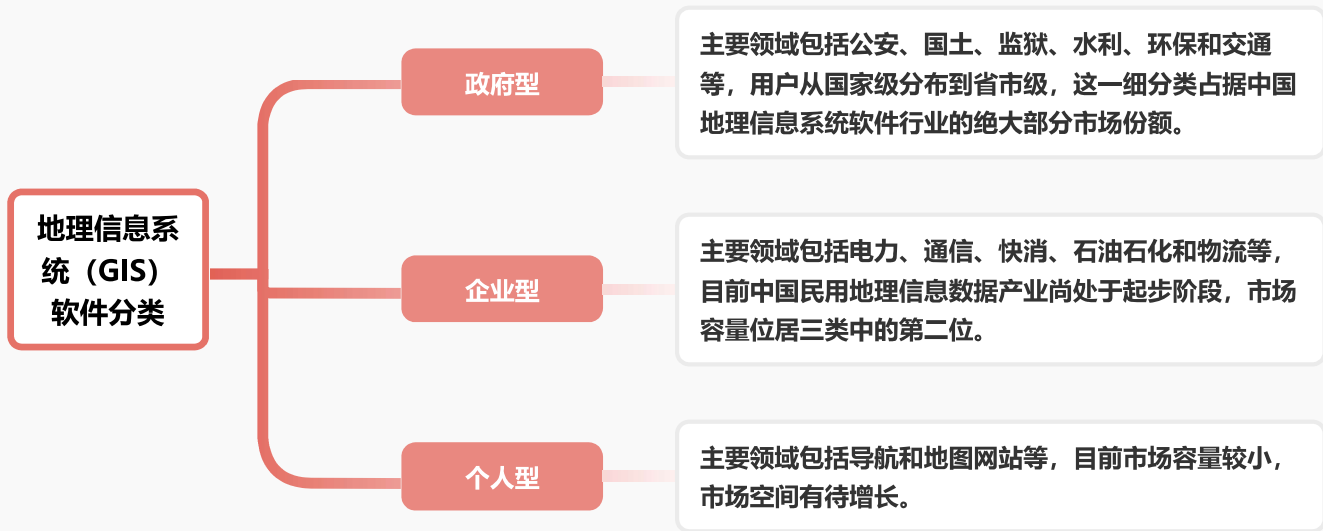 地理信息系
统（GIS）
软件分类
政府型
主要领域包括公安、国土、监狱、水利、环保和交通
等，用户从国家级分布到省市级，这一细分类占据中国
地理信息系统软件行业的绝大部分市场份额。
企业型
主要领域包括电力、通信、快消、石油石化和物流等，
目前中国民用地理信息数据产业尚处于起步阶段，市场
容量位居三类中的第二位。
个人型
主要领域包括导航和地图网站等，目前市场容量较小，
市场空间有待增长。